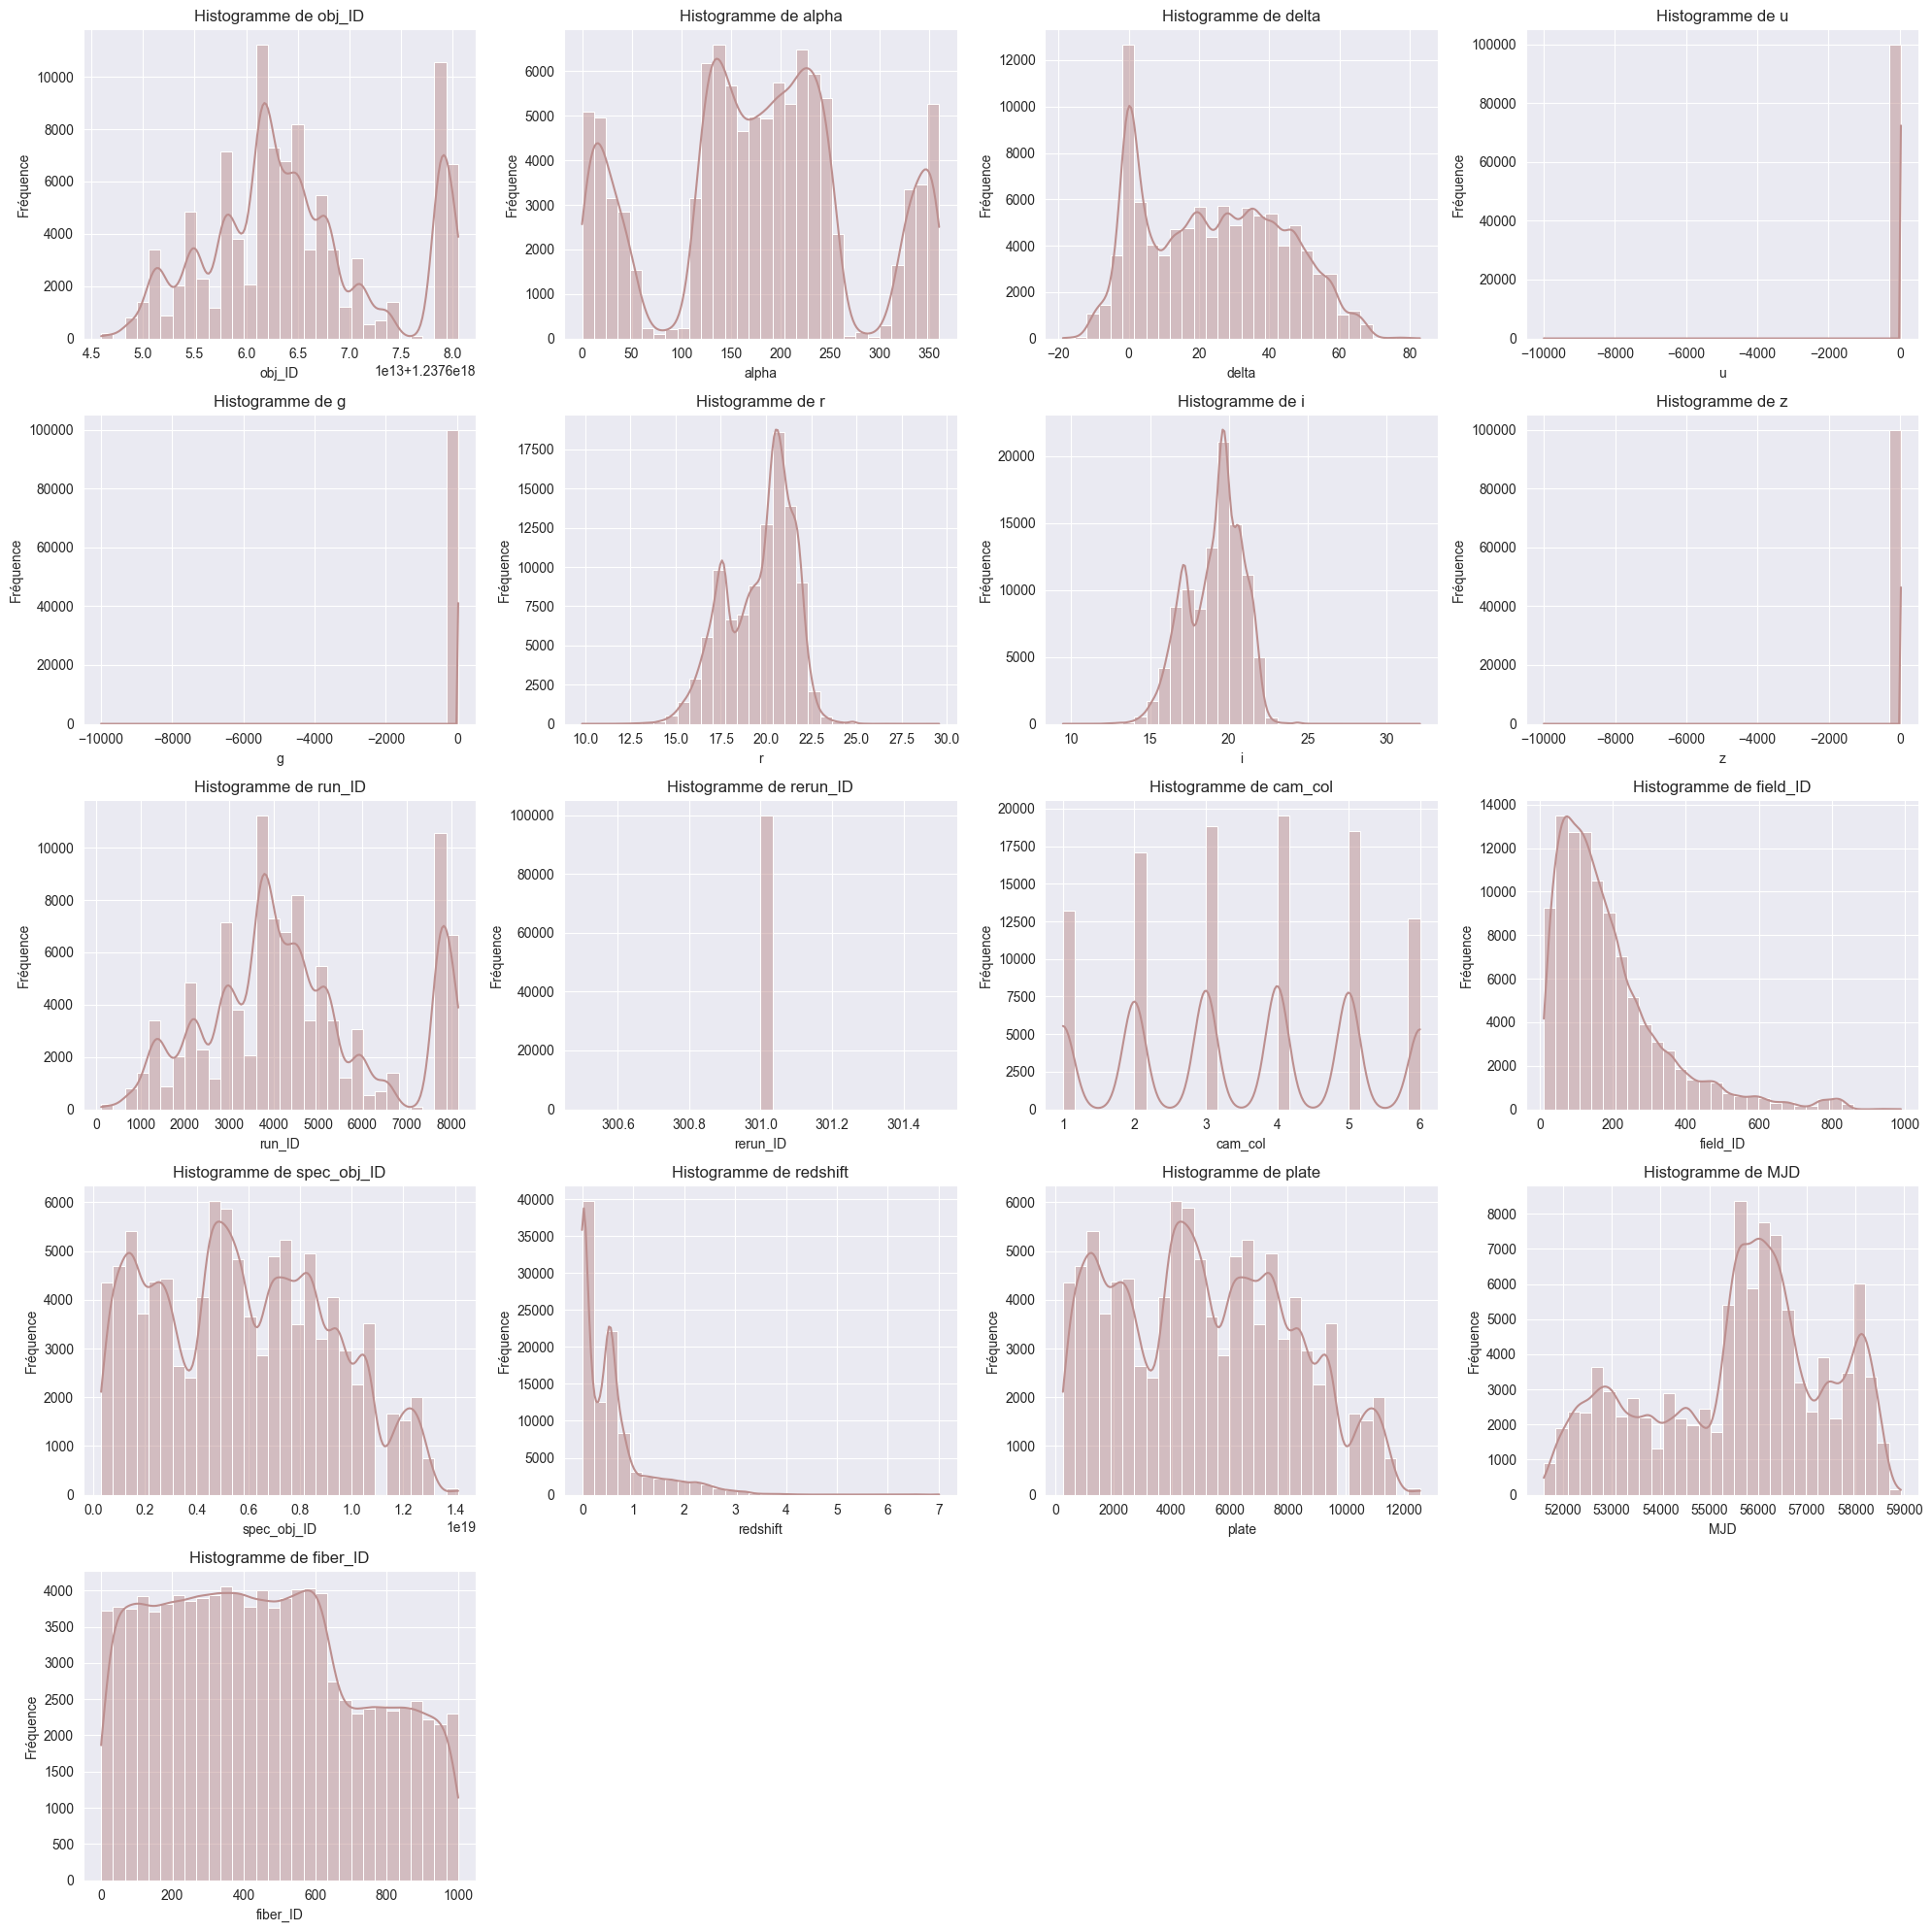 Histogramme de obj_ID
Fréquence
10000
8000
6000
4000
2000
0
4.5 5.0 5.5 6.0 6.5 7.0 7.5 8.0
1e13+1.2376e18
obj_ID
Histogramme de alpha
Fréquence
6000
5000
4000
3000
2000
1000
0
0 50 100 150 200 250 300 350
alpha
Histogramme de delta
Fréquence
12000
10000
8000
6000
4000
2000
0
−20 0 20 40 60 80
delta
Histogramme de u
Fréquence
100000
80000
60000
40000
20000
0
−10000 −8000 −6000 −4000 −2000 0
u
Histogramme de g
Fréquence
100000
80000
60000
40000
20000
0
−10000 −8000 −6000 −4000 −2000 0
g
Histogramme de r
Fréquence
17500
15000
12500
10000
7500
5000
2500
0
10.0 12.5 15.0 17.5 20.0 22.5 25.0 27.5 30.0
r
Histogramme de i
Fréquence
20000
15000
10000
5000
0
10 15 20 25 30
i
Histogramme de z
Fréquence
100000
80000
60000
40000
20000
0
−10000 −8000 −6000 −4000 −2000 0
z
Histogramme de run_ID
Fréquence
10000
8000
6000
4000
2000
0
0 1000 2000 3000 4000 5000 6000 7000 8000
run_ID
Histogramme de rerun_ID
Fréquence
100000
80000
60000
40000
20000
0
300.6 300.8 301.0 301.2 301.4
rerun_ID
Histogramme de cam_col
Fréquence
20000
17500
15000
12500
10000
7500
5000
2500
0
1 2 3 4 5 6
cam_col
Histogramme de field_ID
Fréquence
14000
12000
10000
8000
6000
4000
2000
0
0 200 400 600 800 1000
field_ID
Histogramme de spec_obj_ID
Fréquence
6000
5000
4000
3000
2000
1000
0
0.0 0.2 0.4 0.6 0.8 1.0 1.2 1.4
1e19
spec_obj_ID
Histogramme de redshift
Fréquence
40000
35000
30000
25000
20000
15000
10000
5000
0
0 1 2 3 4 5 6 7
redshift
Histogramme de plate
Fréquence
6000
5000
4000
3000
2000
1000
0
0 2000 4000 6000 8000 10000 12000
plate
Histogramme de MJD
Fréquence
8000
7000
6000
5000
4000
3000
2000
1000
0
52000 53000 54000 55000 56000 57000 58000 59000
MJD
Histogramme de fiber_ID
Fréquence
4000
3500
3000
2500
2000
1500
1000
500
0
0 200 400 600 800 1000
fiber_ID